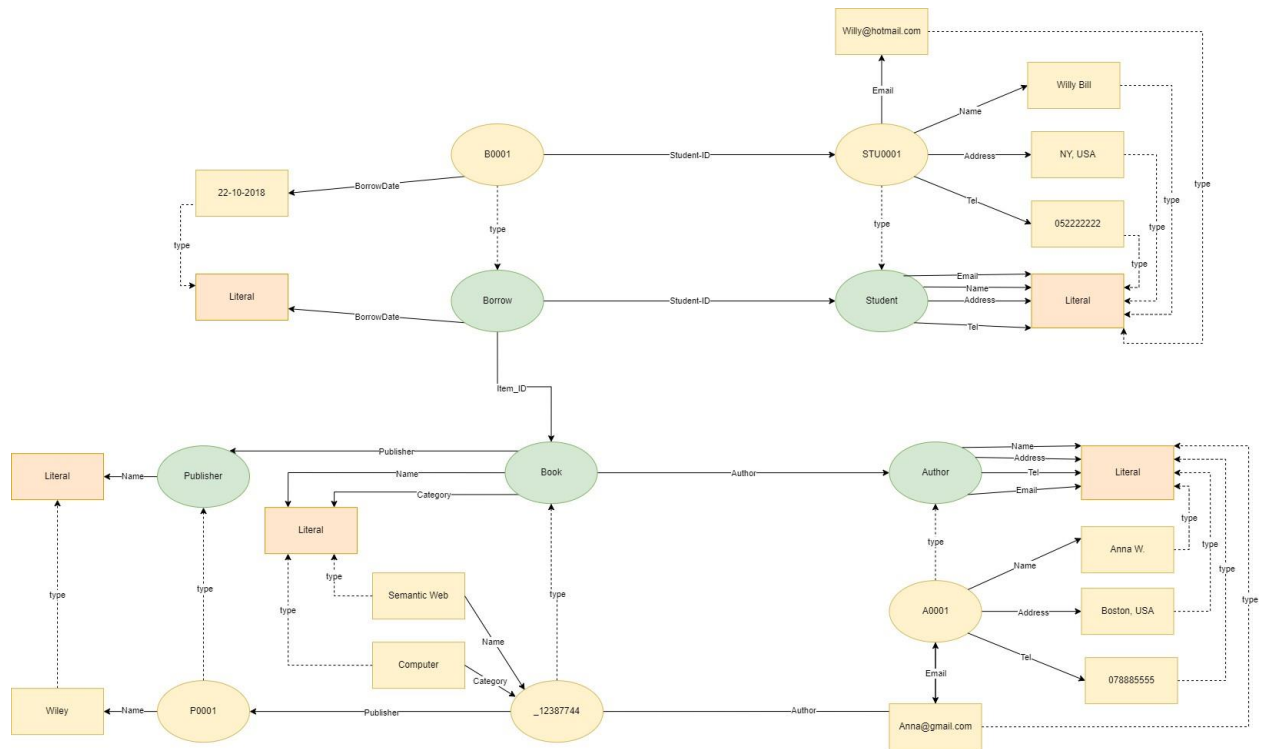 Willy@hotmail.com
Email
Willy Bill
Name
B0001
Student-ID
STU0001
Address
NY, USA
BorrowDate
22-10-2018
Tel
052222222
type
type
type
type
type
type
type
Literal
BorrowDate
Borrow
Student-ID
Student
Email
Name
Address
Tel
Literal
Item_ID
Literal
Name
Publisher
Publisher
Name
Category
Book
Author
Author
Name
Address
Tel
Email
Literal
Literal
type
type
type
type
type
type
type
type
type
type
Semantic Web
Name
Computer
Category
Anna W.
Name
A0001
Address
Boston, USA
Tel
078885555
Email
Wiley
Name
P0001
Publisher
_12387744
Author
Anna@gmail.com